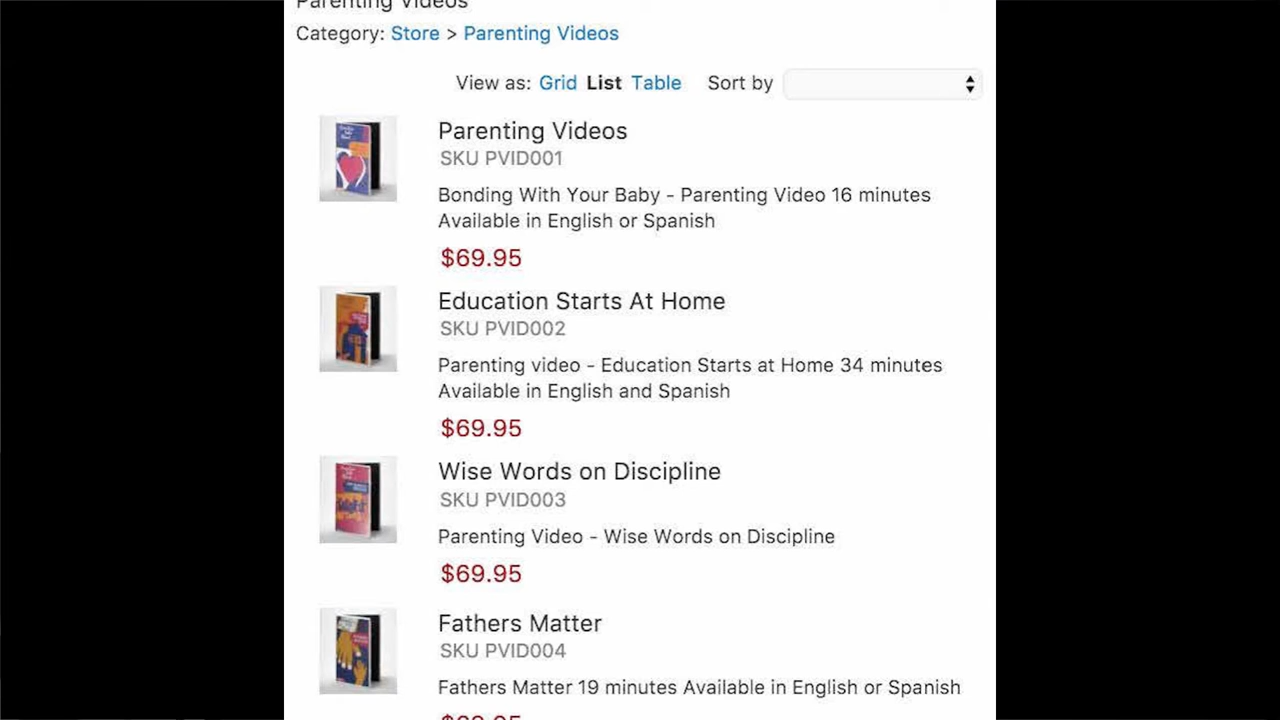 Parenting Videos
Category: Store > Parenting Videos
View as: Grid List Table Sort by
Parenting Videos
SKU PVID001
Bonding With Your Baby - Parenting Video 16 minutes
Available in English or Spanish
$69.95
Education Starts At Home
SKU PVID002
Parenting video - Education Starts at Home 34 minutes
Available in English and Spanish
$69.95
Wise Words on Discipline
SKU PVID003
Parenting Video - Wise Words on Discipline
$69.95
Fathers Matter
SKU PVID004
Fathers Matter 19 minutes Available in English or Spanish
$69.95